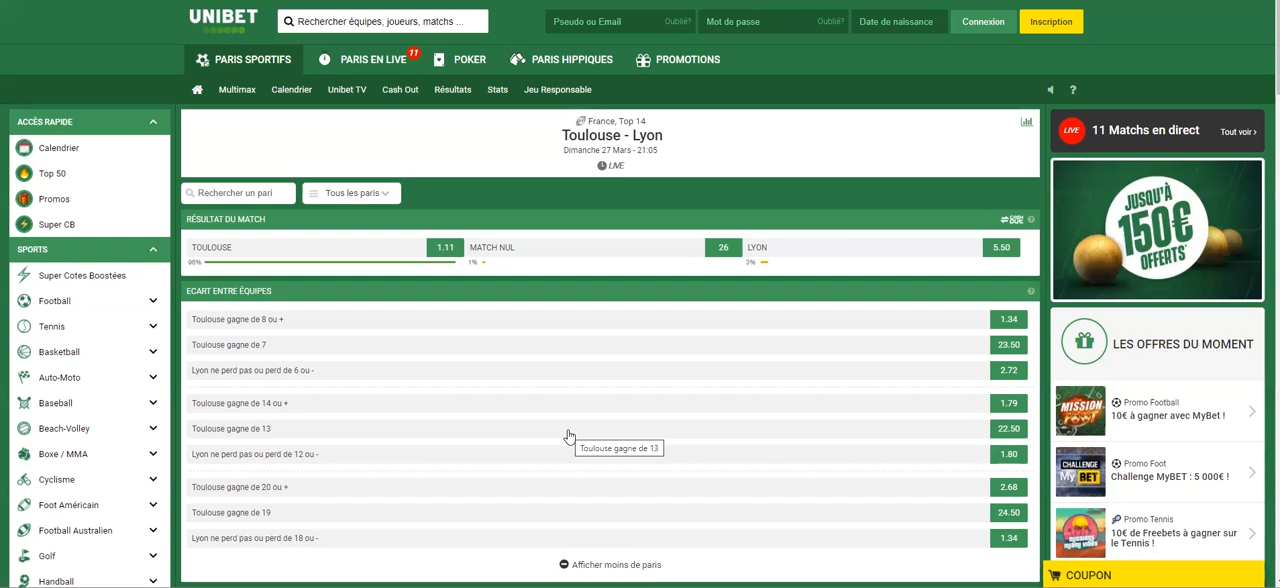 UNIBET
Rechercher équipes, joueurs, matchs ...
Pseudo ou Email Oublié?
Mot de passe Oublié?
Date de naissance
Connexion
Inscription
PARIS SPORTIFS
PARIS EN LIVE 11
POKER
PARIS HIPPIQUES
PROMOTIONS
Multimax
Calendrier
Unibet TV
Cash Out
Résultats
Stats
Jeu Responsable
?
ACCÈS RAPIDE
Calendrier
Top 50
Promos
Super CB
SPORTS
Super Cotes Boostées
Football
Tennis
Basketball
Auto-Moto
Baseball
Beach-Volley
Boxe / MMA
Cyclisme
Foot Américain
Football Australien
Golf
Handball
France, Top 14
Toulouse - Lyon
Dimanche 27 Mars - 21:05
LIVE
Rechercher un pari
Tous les paris
RÉSULTAT DU MATCH
TOULOUSE 1.11 MATCH NUL 26 LYON 5.50
96% 1% 3%
ECART ENTRE ÉQUIPES
Toulouse gagne de 8 ou + 1.34
Toulouse gagne de 7 23.50
Lyon ne perd pas ou perd de 6 ou - 2.72
Toulouse gagne de 14 ou + 1.79
Toulouse gagne de 13 22.50
Toulouse gagne de 13
Lyon ne perd pas ou perd de 12 ou - 1.80
Toulouse gagne de 20 ou + 2.68
Toulouse gagne de 19 24.50
Lyon ne perd pas ou perd de 18 ou - 1.34
Afficher moins de paris
LIVE 11 Matchs en direct Tout voir ›
JUSQU'À
150€
OFFERTS*
LES OFFRES DU MOMENT
MISSION
FOOT
Promo Football
10€ à gagner avec MyBet !
CHALLENGE
My BET
Promo Foot
Challenge MyBET : 5 000€ !
Promo Tennis
10€ de Freebets à gagner sur
le Tennis !
COUPON